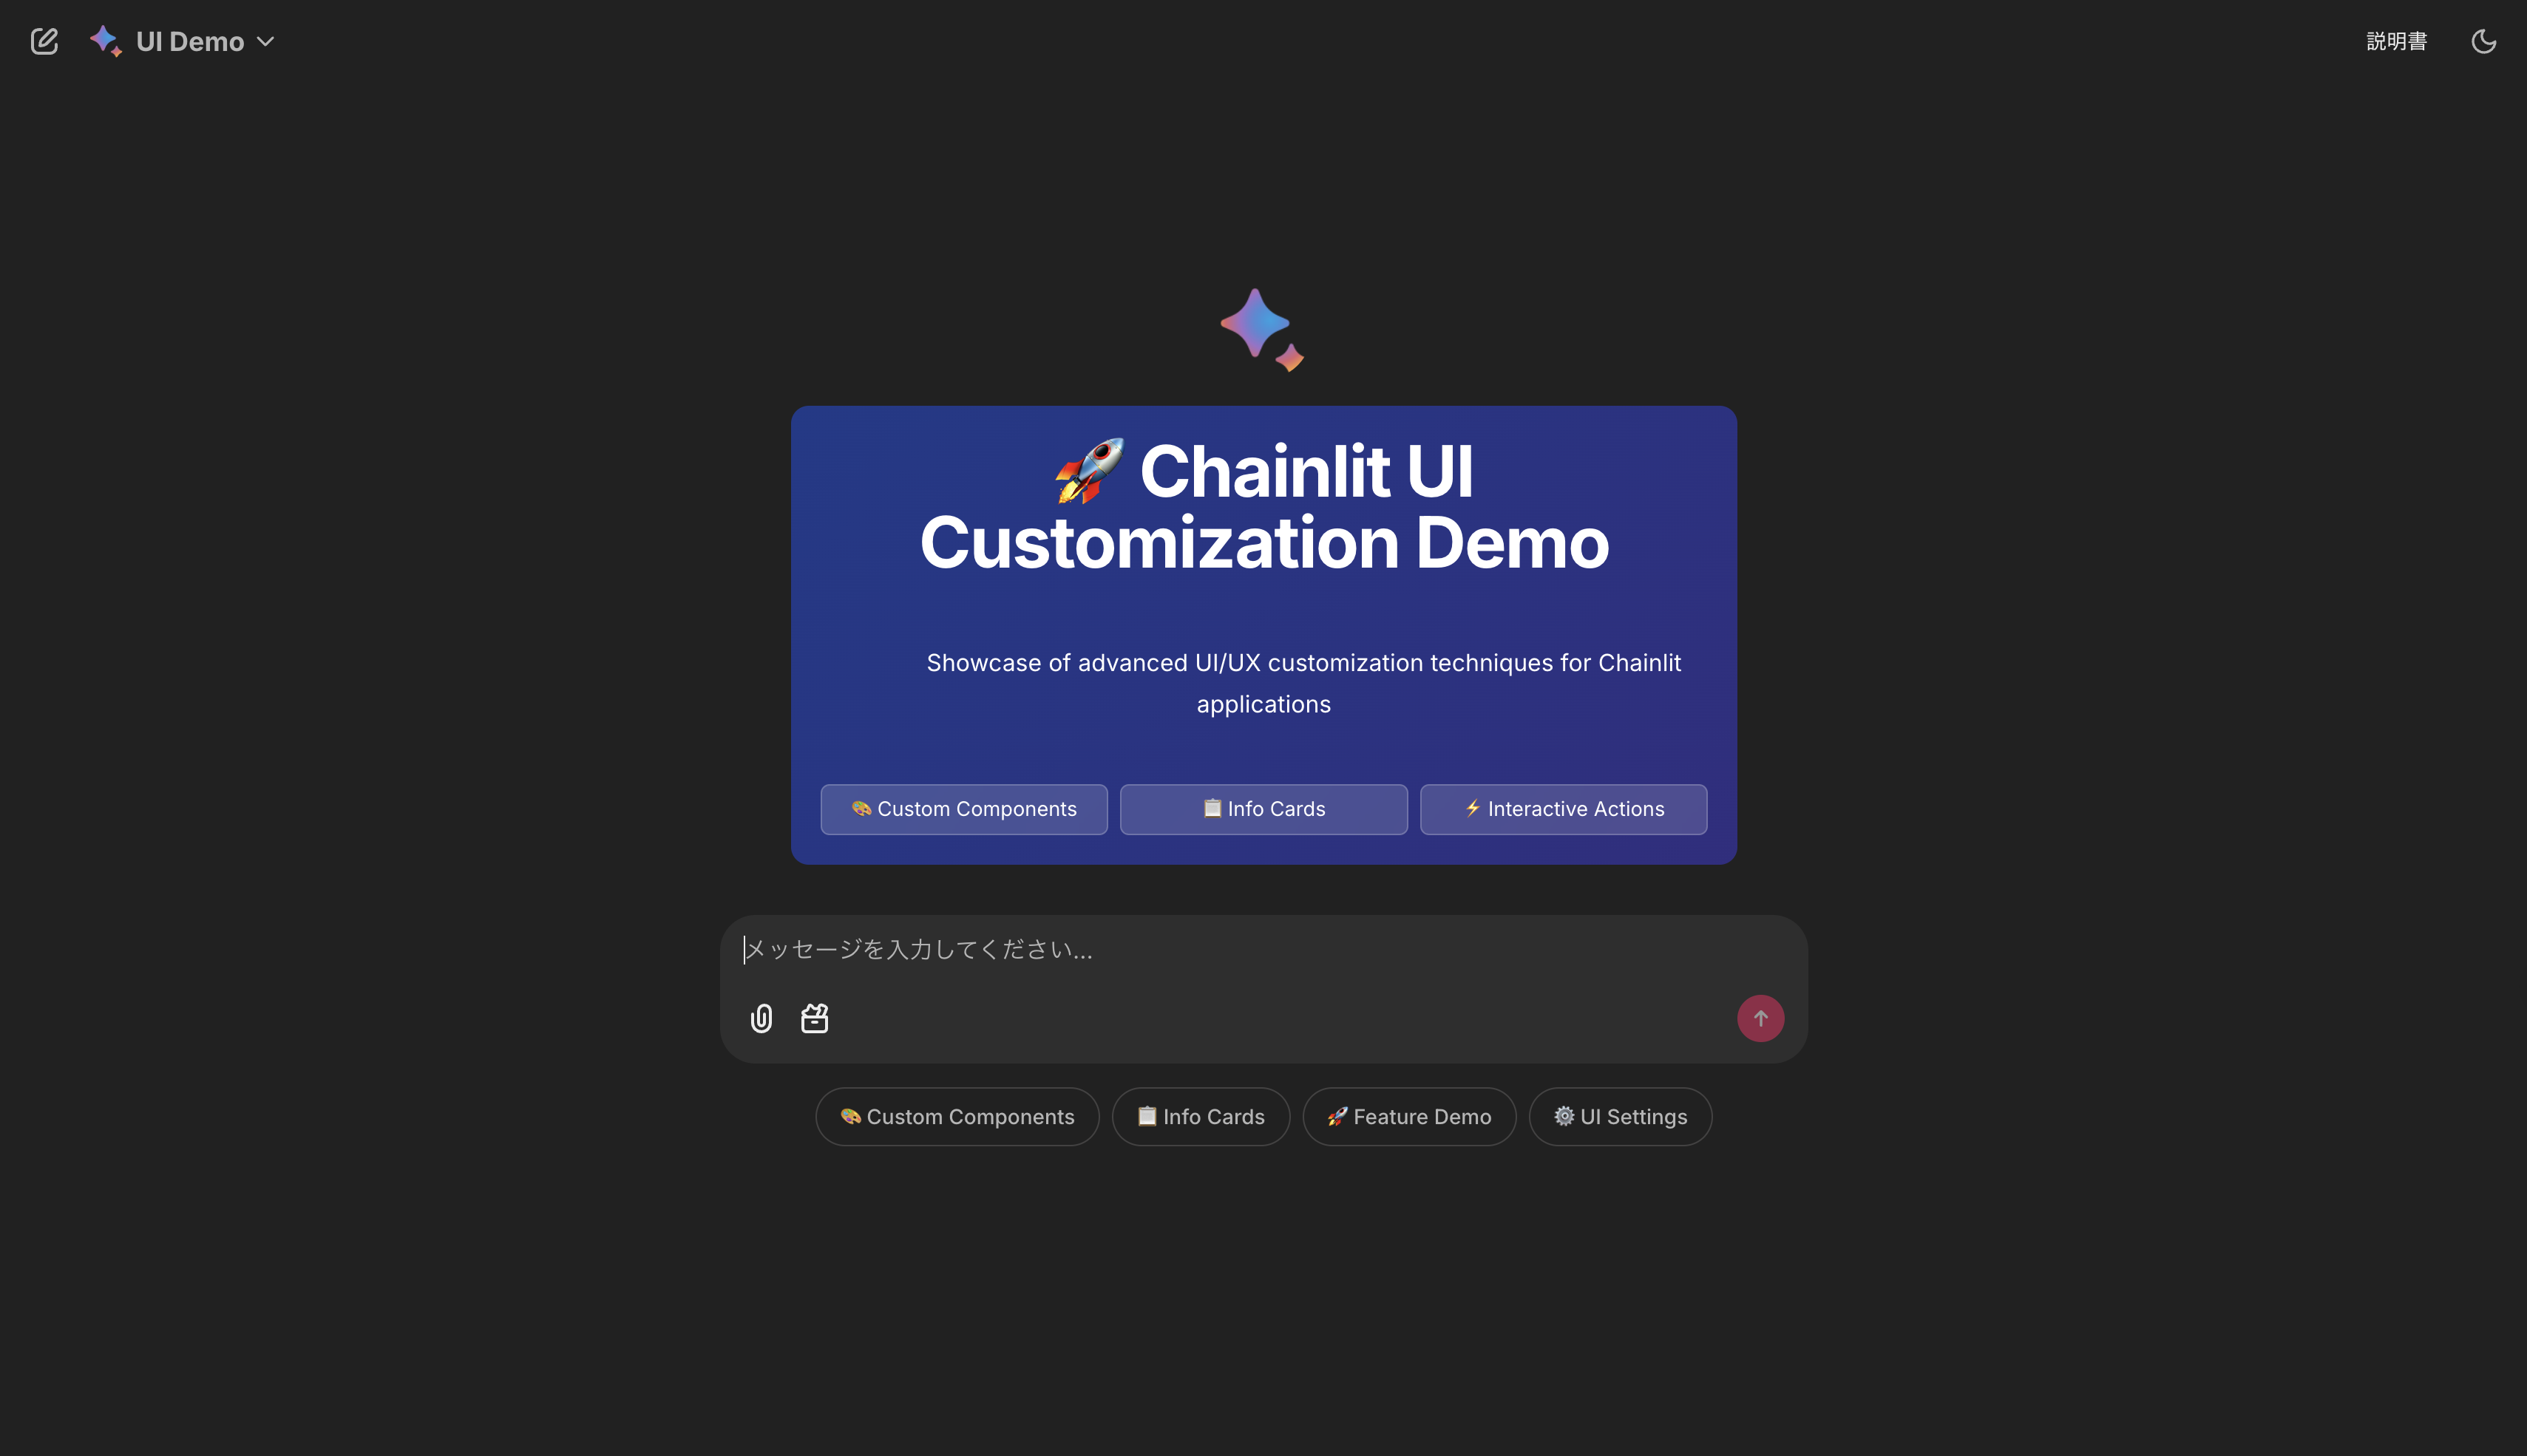 UI Demo
説明書
🚀 Chainlit UI
Customization Demo
Showcase of advanced UI/UX customization techniques for Chainlit
applications
🎨 Custom Components
📋 Info Cards
⚡ Interactive Actions
メッセージを入力してください...
🎨 Custom Components
📋 Info Cards
🚀 Feature Demo
⚙️ UI Settings